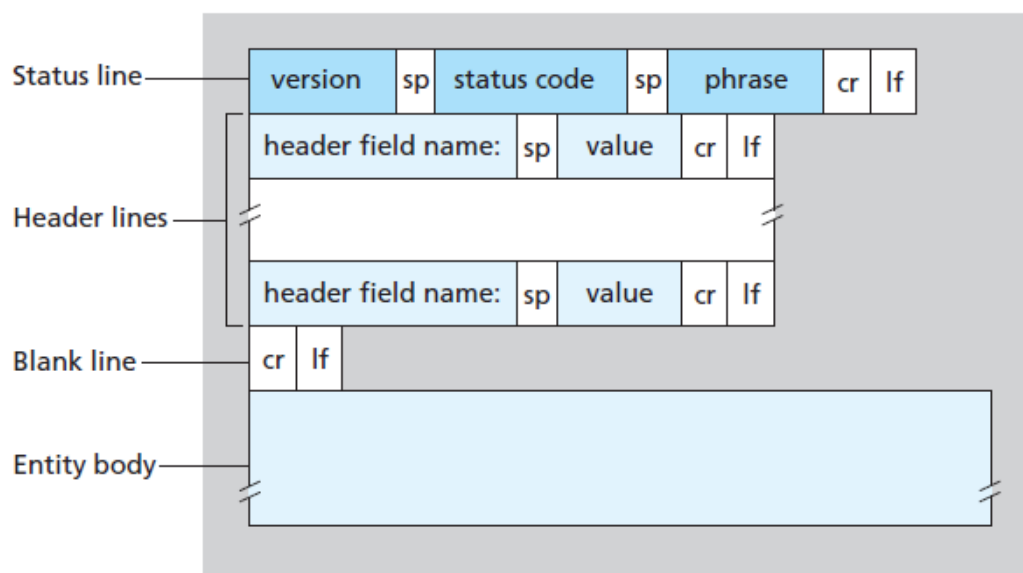 Status line version sp status code sp phrase cr lf
header field name: sp value cr lf
Header lines
header field name: sp value cr lf
Blank line cr lf
Entity body